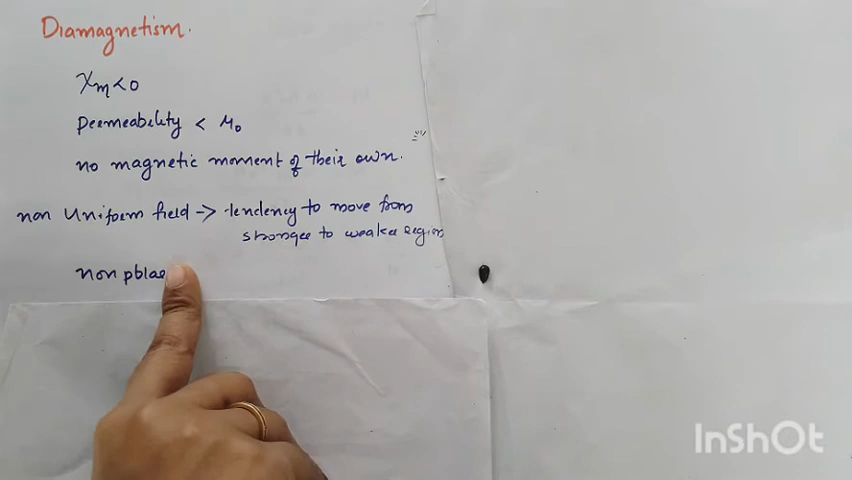 Diamagnetism.
χm<0
permeability < μ0
no magnetic moment of their own.
non Uniform field -> tendency to move from
stronger to weaker region
non pblae
InShOt